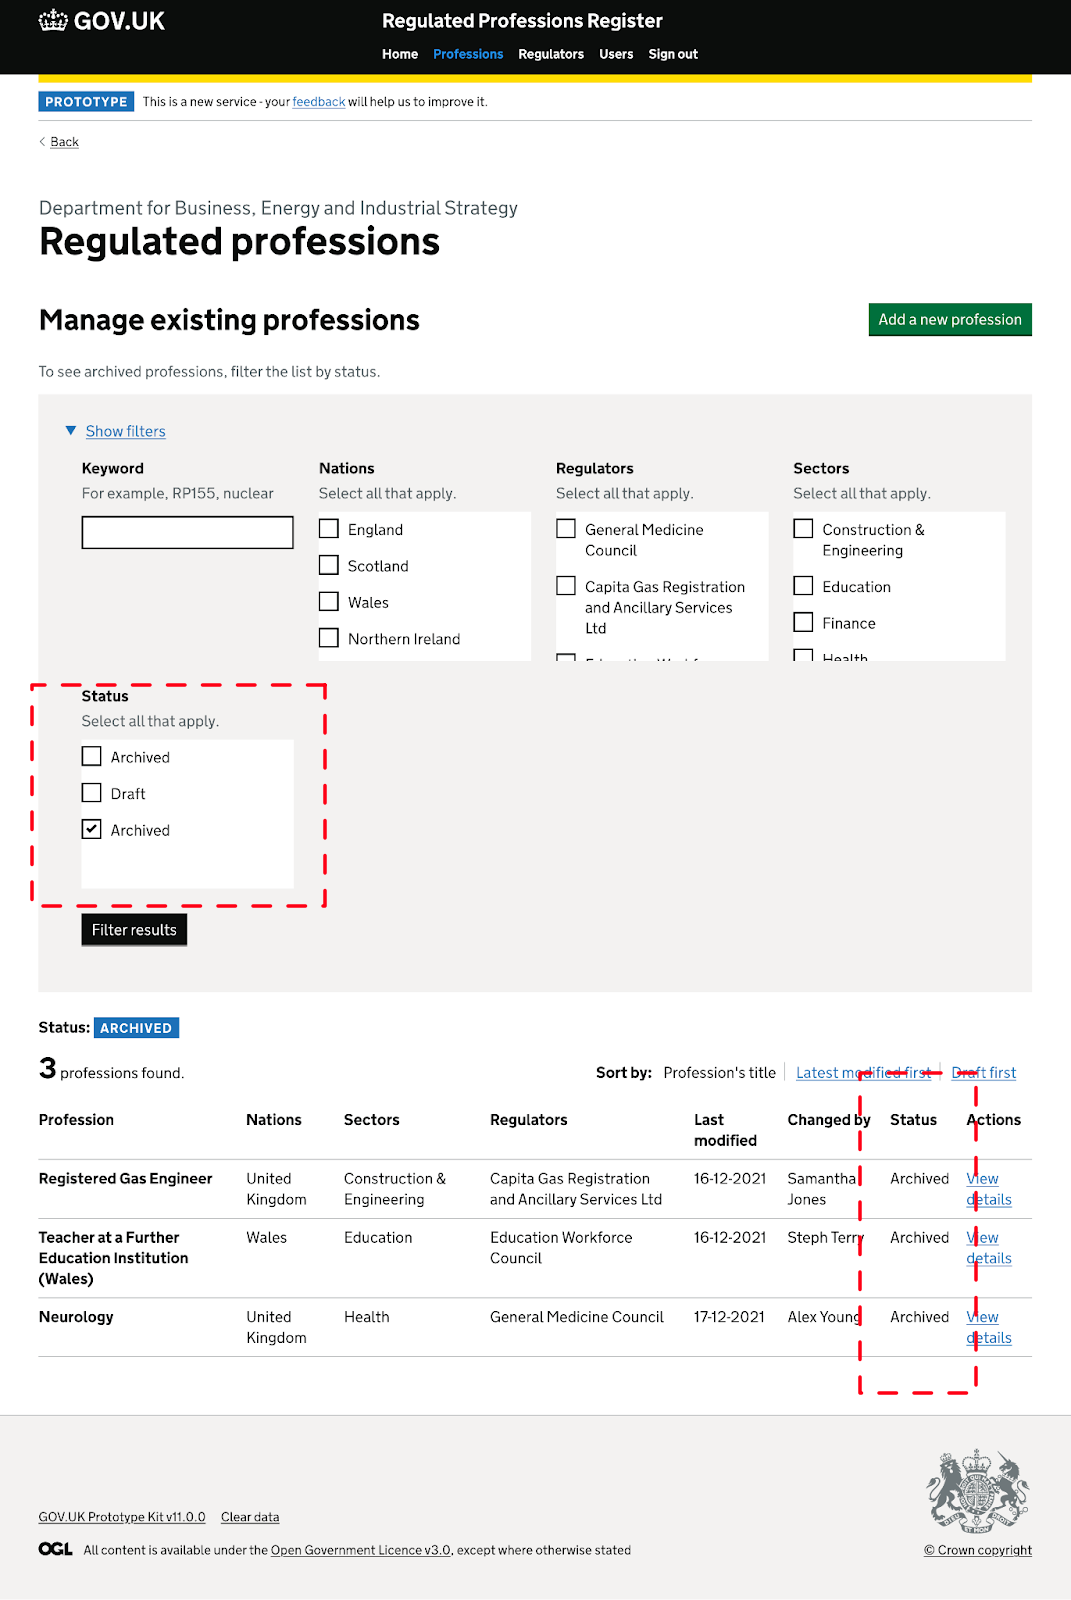 GOV.UK
Regulated Professions Register
Home Professions Regulators Users Sign out
PROTOTYPE This is a new service - your feedback will help us to improve it.
Back
Department for Business, Energy and Industrial Strategy
Regulated professions
Manage existing professions
Add a new profession
To see archived professions, filter the list by status.
Show filters
Keyword
For example, RP155, nuclear
Nations
Select all that apply.
England
Scotland
Wales
Northern Ireland
Regulators
Select all that apply.
General Medicine
Council
Capita Gas Registration
and Ancillary Services
Ltd
Sectors
Select all that apply.
Construction &
Engineering
Education
Finance
Health
Status
Select all that apply.
Archived
Draft
Archived
Filter results
Status: ARCHIVED
3 professions found.
Sort by: Profession's title Latest modified first Draft first
Profession Nations Sectors Regulators Last modified Changed by Status Actions
Registered Gas Engineer United Construction & Capita Gas Registration 16-12-2021 Samantha Archived View
Kingdom Engineering and Ancillary Services Ltd Jones details
Teacher at a Further Wales Education Education Workforce 16-12-2021 Steph Terry Archived View
Education Institution Council details
(Wales)
Neurology United Health General Medicine Council 17-12-2021 Alex Young Archived View
Kingdom details
GOV.UK Prototype Kit v11.0.0 Clear data
OGL All content is available under the Open Government Licence v3.0, except where otherwise stated
© Crown copyright